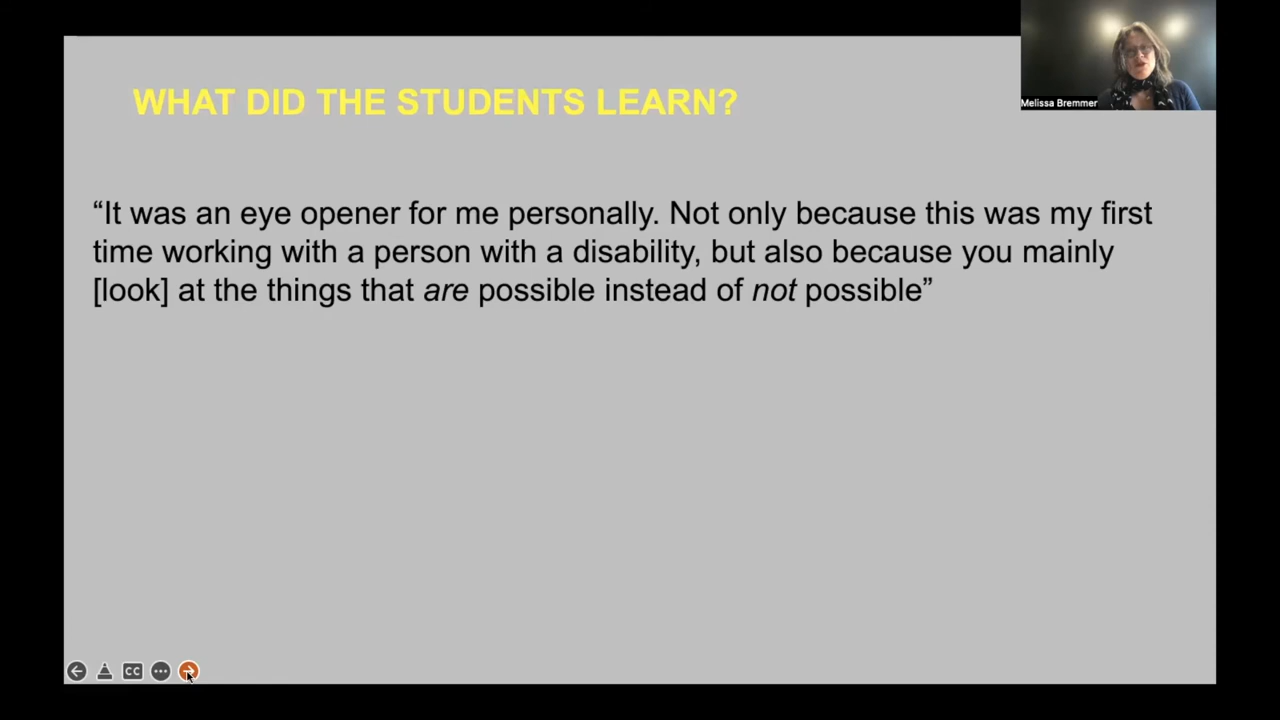 WHAT DID THE STUDENTS LEARN?
Melissa Bremmer
“It was an eye opener for me personally. Not only because this was my first
time working with a person with a disability, but also because you mainly
[look] at the things that are possible instead of not possible”
CC